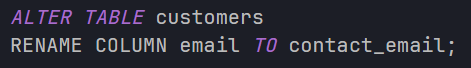 ALTER TABLE customers
RENAME COLUMN email TO contact_email;